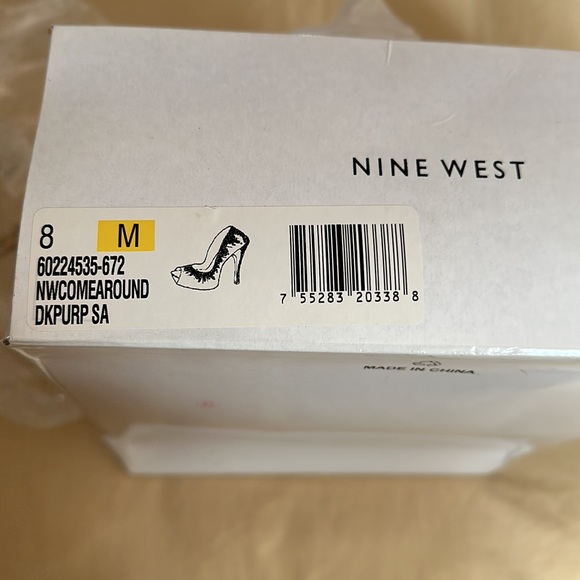 NINE WEST
8 M
60224535-672
NWCOMEAROUND
DKPURP SA
7 55283 20338 8
MADE IN CHINA